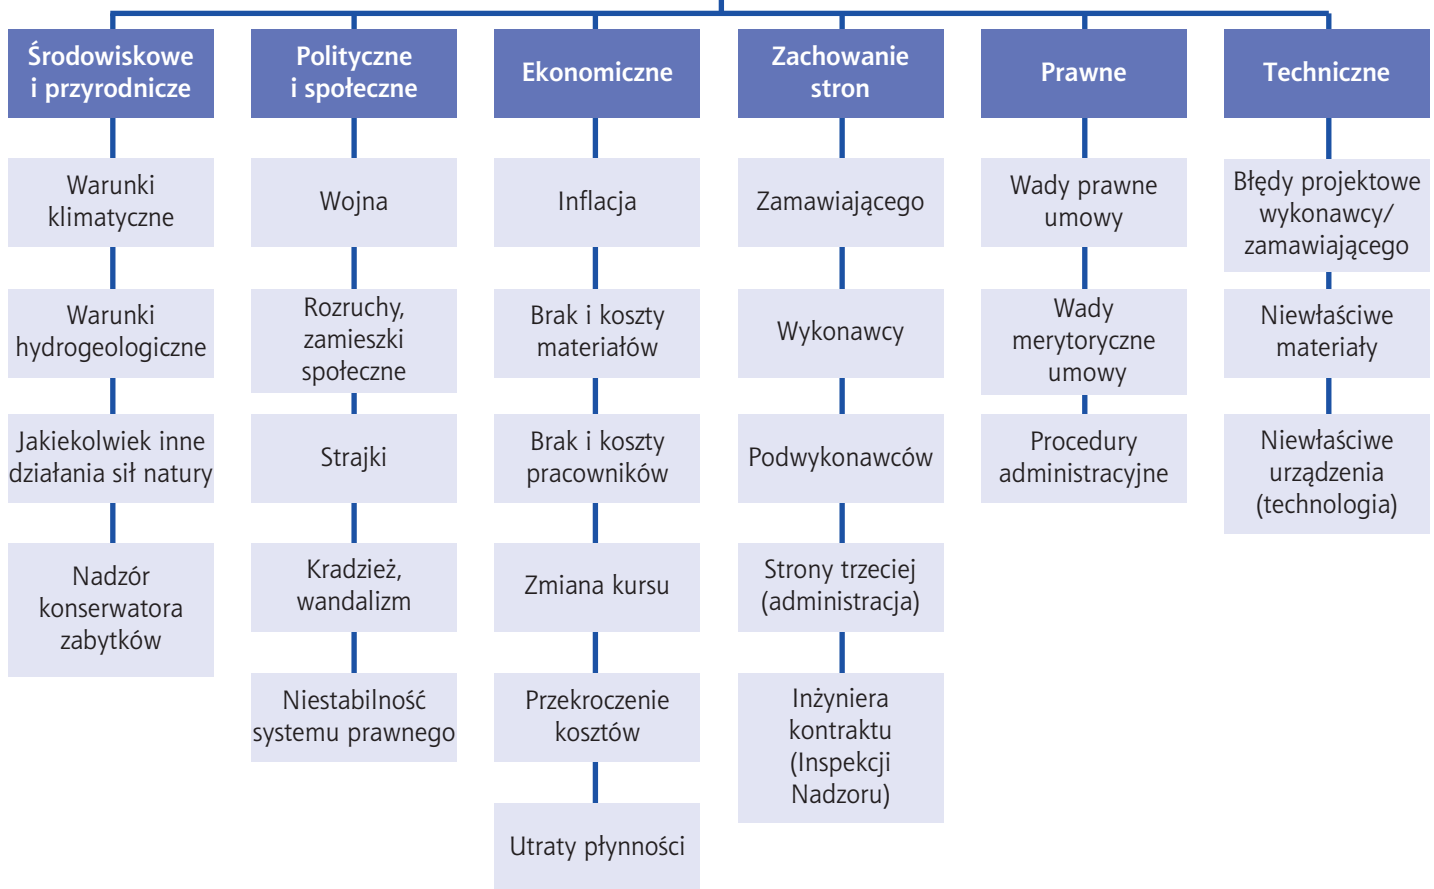 Środowiskowe
i przyrodnicze
Warunki
klimatyczne
Warunki
hydrogeologiczne
Jakiekolwiek inne
działania sił natury
Nadzór
konserwatora
zabytków
Polityczne
i społeczne
Wojna
Rozruchy,
zamieszki
społeczne
Strajki
Kradzież,
wandalizm
Niestabilność
systemu prawnego
Ekonomiczne
Inflacja
Brak i koszty
materiałów
Brak i koszty
pracowników
Zmiana kursu
Przekroczenie
kosztów
Utraty płynności
Zachowanie
stron
Zamawiającego
Wykonawcy
Podwykonawców
Strony trzeciej
(administracja)
Inżyniera
kontraktu
(Inspekcji
Nadzoru)
Prawne
Wady prawne
umowy
Wady
merytoryczne
umowy
Procedury
administracyjne
Techniczne
Błędy projektowe
wykonawcy/
zamawiającego
Niewłaściwe
materiały
Niewłaściwe
urządzenia
(technologia)